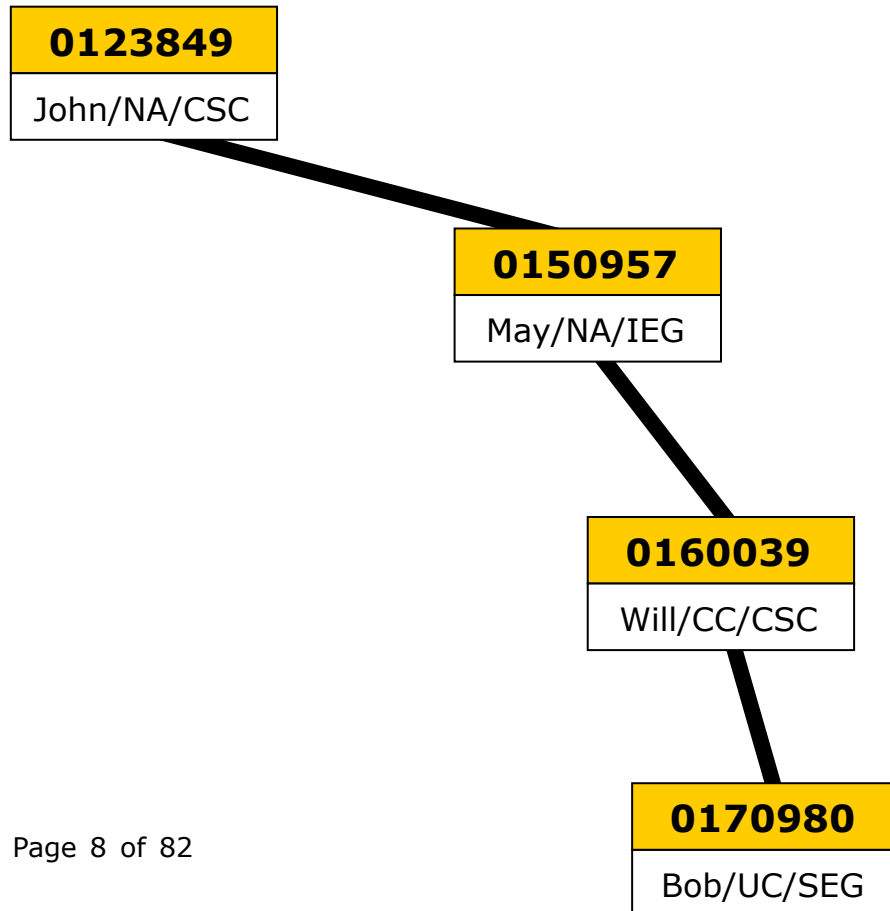 0123849
John/NA/CSC
0150957
May/NA/IEG
0160039
Will/CC/CSC
0170980
Bob/UC/SEG
Page 8 of 82